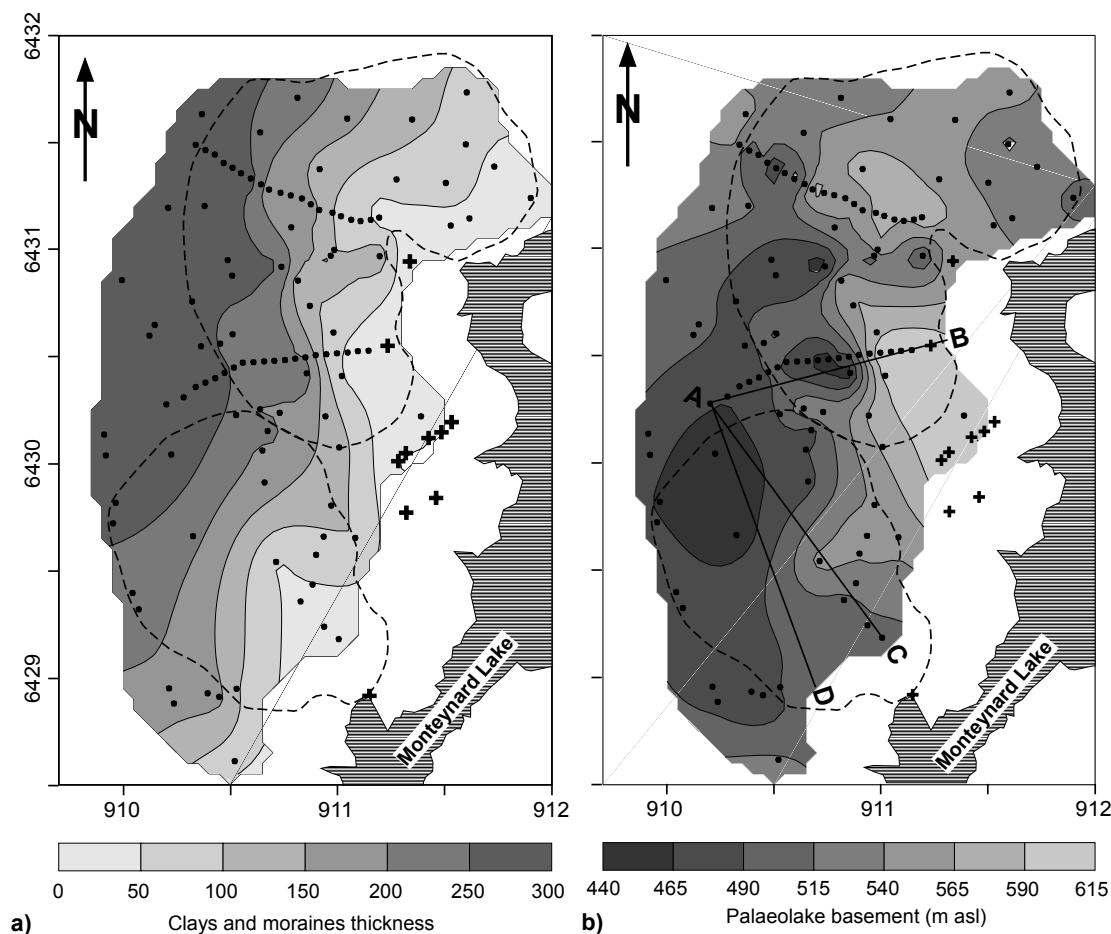 6432
6431
6430
6429
N
Monteynard Lake
910 911 912
0 50 100 150 200 250 300
a) Clays and moraines thickness
N
A
B
C
D
Monteynard Lake
910 911 912
440 465 490 515 540 565 590 615
b) Palaeolake basement (m asl)